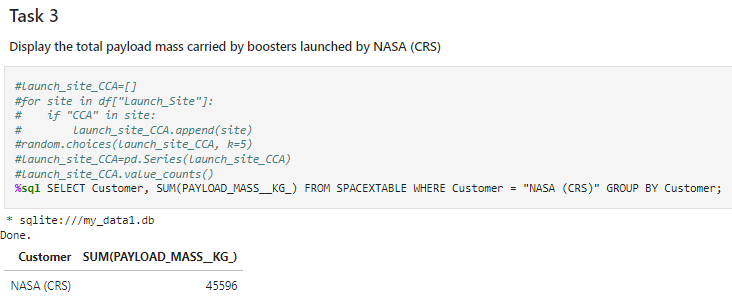 Task 3
Display the total payload mass carried by boosters launched by NASA (CRS)
#launch_site_CCA=[]
#for site in df["Launch_Site"]:
#    if "CCA" in site:
#        launch_site_CCA.append(site)
#random.choices(launch_site_CCA, k=5)
#launch_site_CCA=pd.Series(launch_site_CCA)
#launch_site_CCA.value_counts()
%sql SELECT Customer, SUM(PAYLOAD_MASS__KG_) FROM SPACEXTABLE WHERE Customer = "NASA (CRS)" GROUP BY Customer;
* sqlite:///my_data1.db
Done.
Customer SUM(PAYLOAD_MASS__KG_)
NASA (CRS) 45596